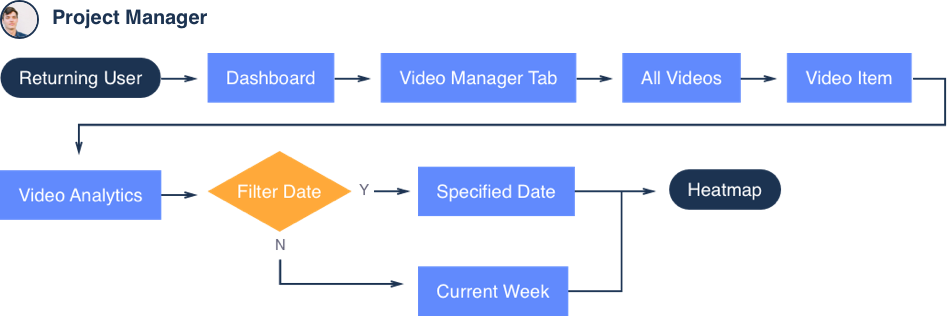 Project Manager
Returning User
Dashboard
Video Manager Tab
All Videos
Video Item
Video Analytics
Filter Date
Y
Specified Date
Heatmap
N
Current Week